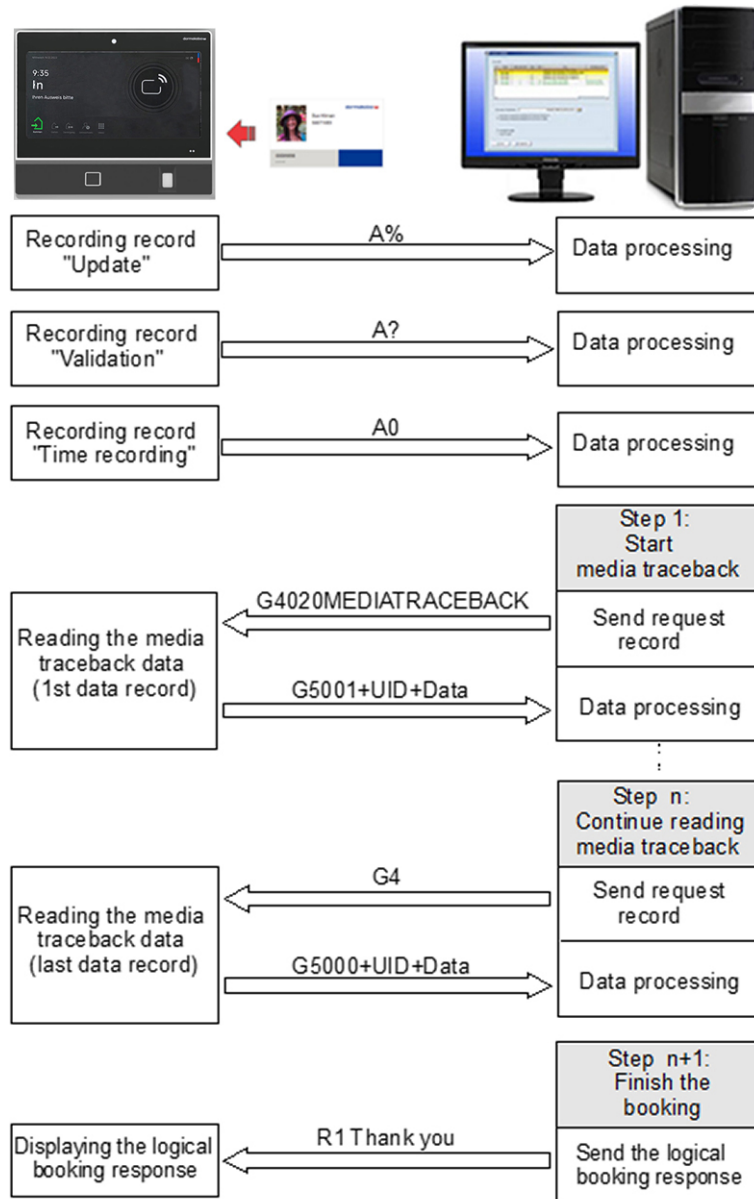 9:35
In
Ihren Ausweis bitte
Recording record
"Update"
A%
Data processing
Recording record
"Validation"
A?
Data processing
Recording record
"Time recording"
A0
Data processing
Step 1:
Start
media traceback
G4020MEDIATRACEBACK
Send request
record
Reading the media
traceback data
(1st data record)
G5001+UID+Data
Data processing
Step n:
Continue reading
media traceback
G4
Send request
record
Reading the media
traceback data
(last data record)
G5000+UID+Data
Data processing
Step n+1:
Finish the
booking
Displaying the logical
booking response
R1Thank you
Send the logical
booking response